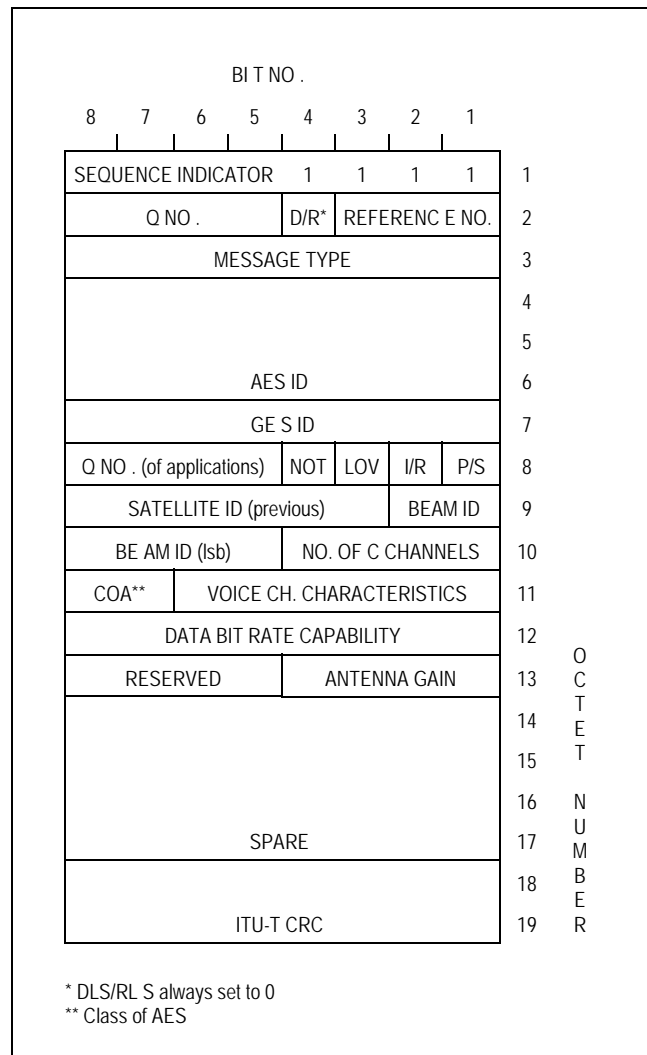 BI T NO .
8 7 6 5 4 3 2 1
SEQUENCE INDICATOR 1 1 1 1 1
Q NO . D/R* REFERENC E NO. 2
MESSAGE TYPE 3
4
5
AES ID 6
GE S ID 7
Q NO . (of applications) NOT LOV I/R P/S 8
SATELLITE ID (previous) BEAM ID 9
BE AM ID (lsb) NO. OF C CHANNELS 10
COA** VOICE CH. CHARACTERISTICS 11
DATA BIT RATE CAPABILITY 12
RESERVED ANTENNA GAIN 13
14
15
16
SPARE 17
18
ITU-T CRC 19
OCTET NUMBER
* DLS/RL S always set to 0
** Class of AES